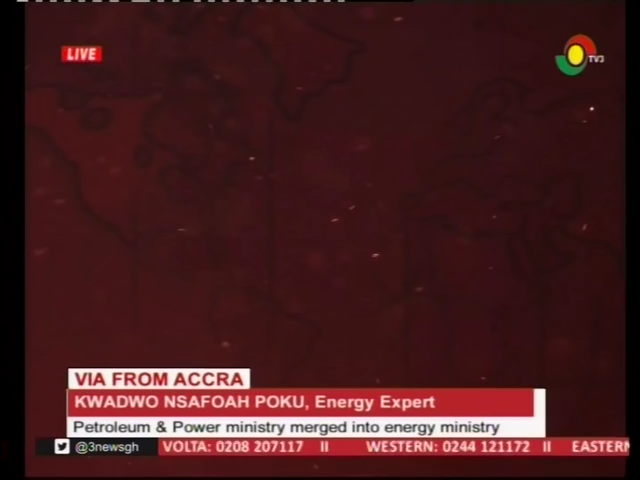 LIVE
TV3
VIA FROM ACCRA
KWADWO NSAFOAH POKU, Energy Expert
Petroleum & Power ministry merged into energy ministry
@3newsgh VOLTA: 0208 207117 II WESTERN: 0244 121172 II EASTERN